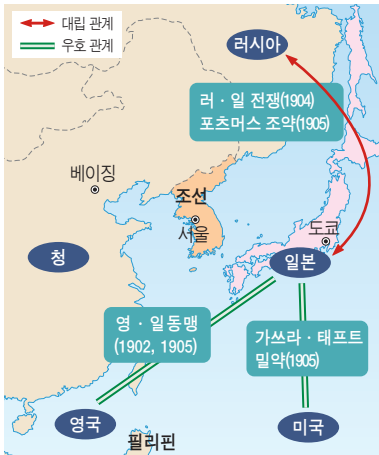 대립 관계
우호 관계
러시아
러 · 일 전쟁(1904)
포츠머스 조약(1905)
베이징
조선
서울
도쿄
청
일본
영 · 일동맹
(1902, 1905)
가쓰라 · 태프트
밀약(1905)
영국
미국
필리핀